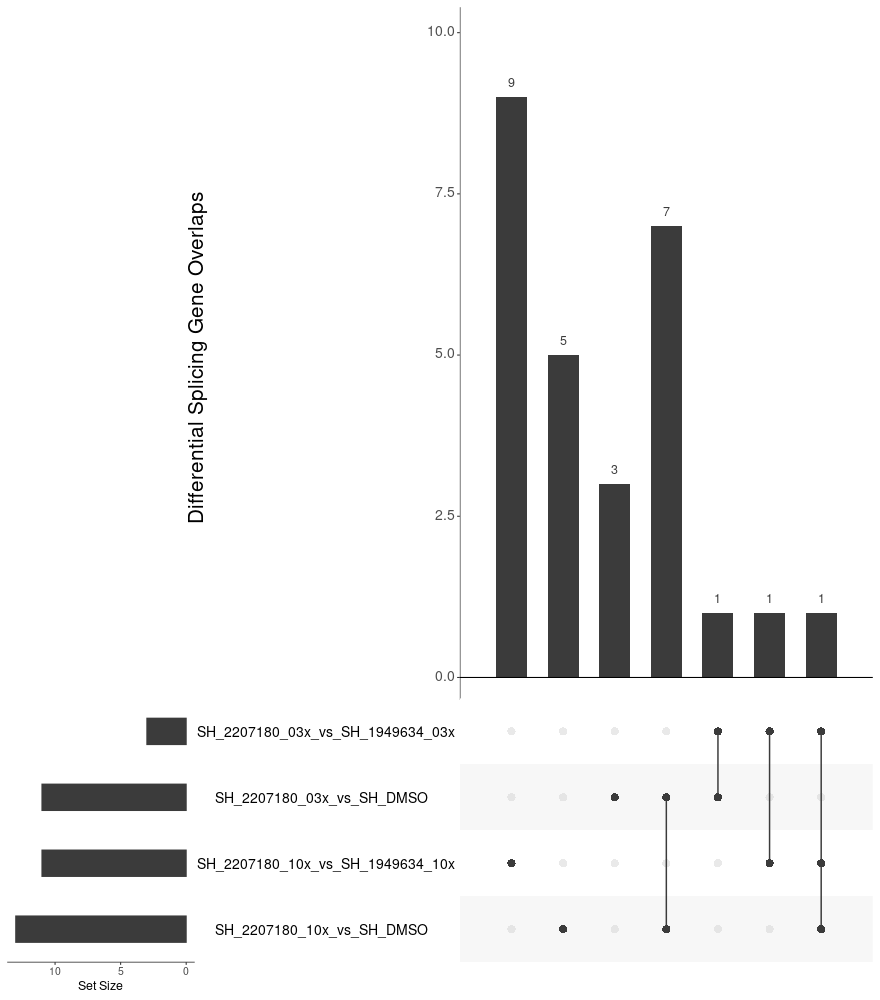 10.0
9
7.5
7
Differential Splicing Gene Overlaps
5.0
5
3
2.5
1 1 1
0.0
SH_2207180_03x_vs_SH_1949634_03x
SH_2207180_03x_vs_SH_DMSO
SH_2207180_10x_vs_SH_1949634_10x
SH_2207180_10x_vs_SH_DMSO
10 5 0
Set Size